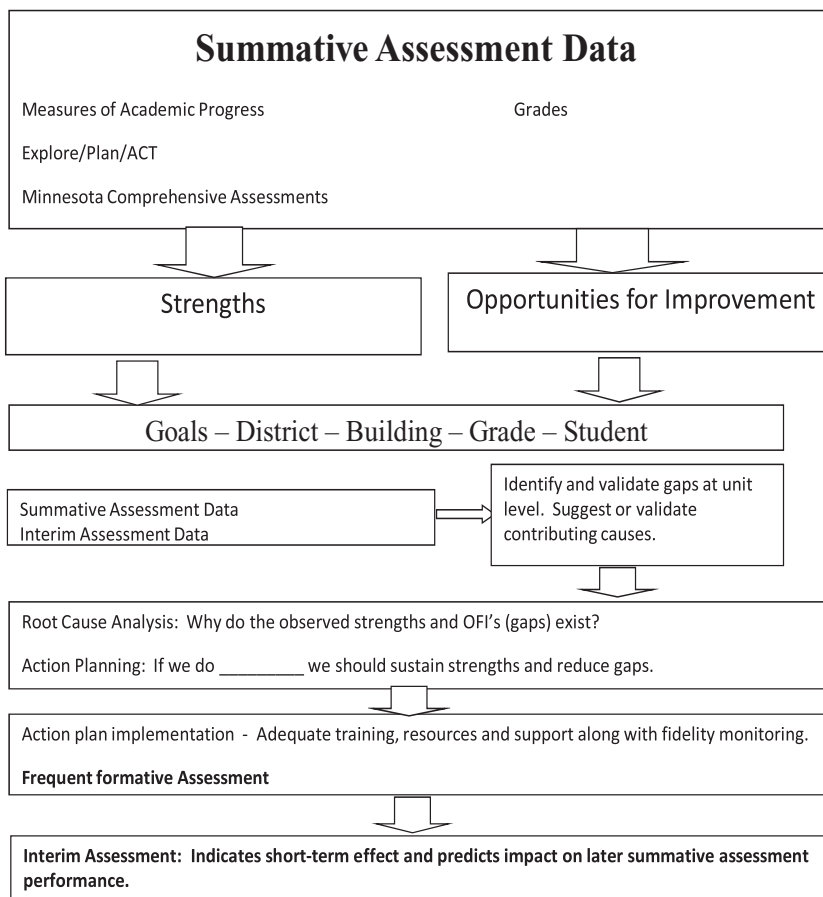 Summative Assessment Data
Measures of Academic Progress Grades
Explore/Plan/ACT
Minnesota Comprehensive Assessments
Strengths
Opportunities for Improvement
Goals – District – Building – Grade – Student
Summative Assessment Data
Interim Assessment Data
Identify and validate gaps at unit
level.  Suggest or validate
contributing causes.
Root Cause Analysis:  Why do the observed strengths and OFI's (gaps) exist?
Action Planning:  If we do _________ we should sustain strengths and reduce gaps.
Action plan implementation  -  Adequate training, resources and support along with fidelity monitoring.
Frequent formative Assessment
Interim Assessment:  Indicates short-term effect and predicts impact on later summative assessment
performance.